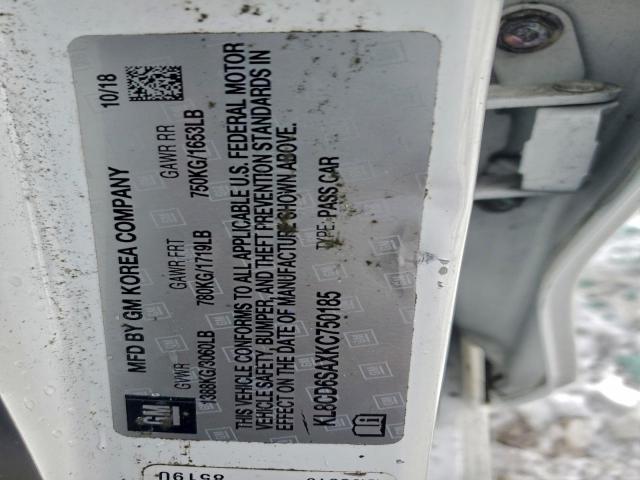 GM
MFD BY GM KOREA COMPANY 10/18
GVWR GAWR FRT GAWR RR
1388KG/3060LB 780KG/1719LB 750KG/1653LB
THIS VEHICLE CONFORMS TO ALL APPLICABLE U.S. FEDERAL MOTOR
VEHICLE SAFETY, BUMPER, AND THEFT PREVENTION STANDARDS IN
EFFECT ON THE DATE OF MANUFACTURE SHOWN ABOVE.
KL8CD6SAXKC750185 TYPE: PASS CAR